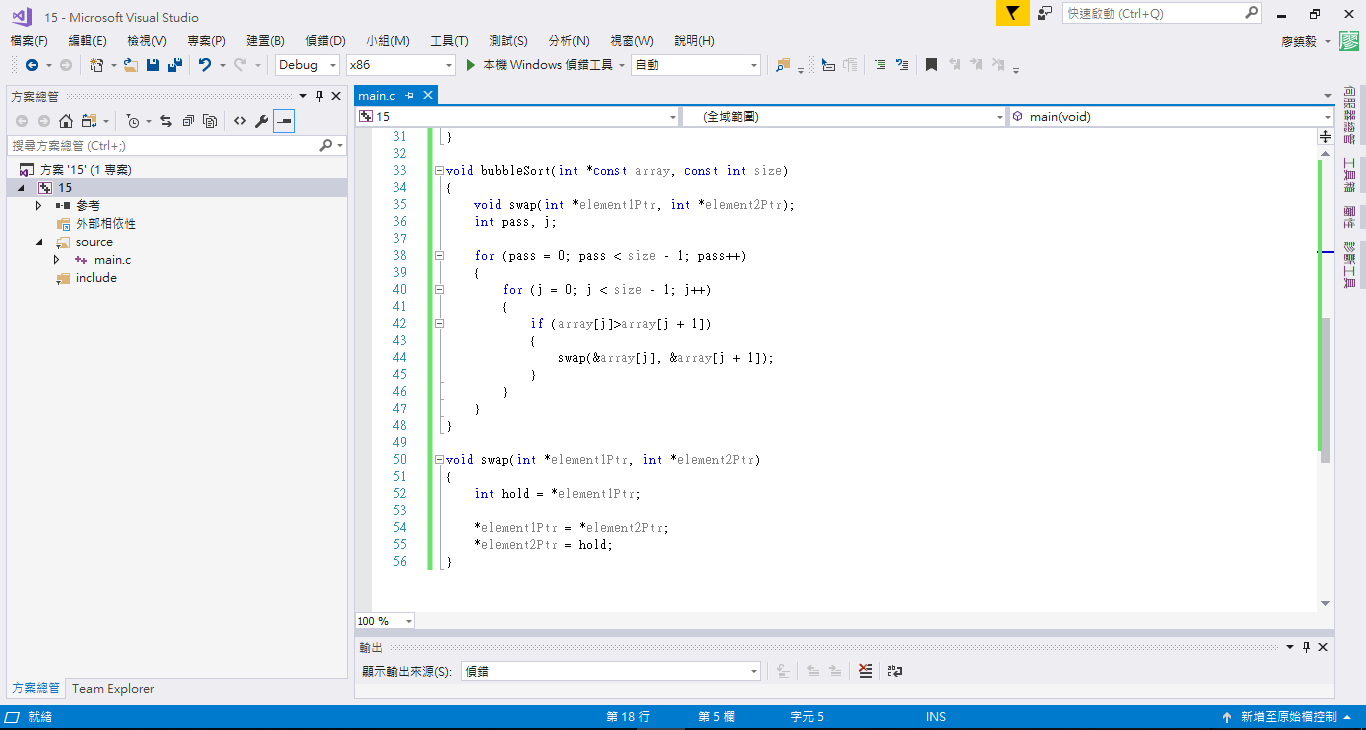 15 - Microsoft Visual Studio
快速啟動 (Ctrl+Q)
檔案(F) 編輯(E) 檢視(V) 專案(P) 建置(B) 偵錯(D) 小組(M) 工具(T) 測試(S) 分析(N) 視窗(W) 說明(H)
Debug x86 本機 Windows 偵錯工具 自動
方案總管
搜尋方案總管 (Ctrl+;)
方案 '15' (1 專案)
15
參考
外部相依性
source
main.c
include
方案總管 Team Explorer
main.c
15 (全域範圍) main(void)
31 }
32
33 void bubbleSort(int *const array, const int size)
34 {
35 void swap(int *element1Ptr, int *element2Ptr);
36 int pass, j;
37
38 for (pass = 0; pass < size - 1; pass++)
39 {
40 for (j = 0; j < size - 1; j++)
41 {
42 if (array[j]>array[j + 1])
43 {
44 swap(&array[j], &array[j + 1]);
45 }
46 }
47 }
48 }
49
50 void swap(int *element1Ptr, int *element2Ptr)
51 {
52 int hold = *element1Ptr;
53
54 *element1Ptr = *element2Ptr;
55 *element2Ptr = hold;
56 }
100 %
輸出
顯示輸出來源(S): 偵錯
伺服器總管
工具箱
屬性
診斷工具
就緒 第 18 行 第 5 欄 字元 5 INS 新增至原始檔控制